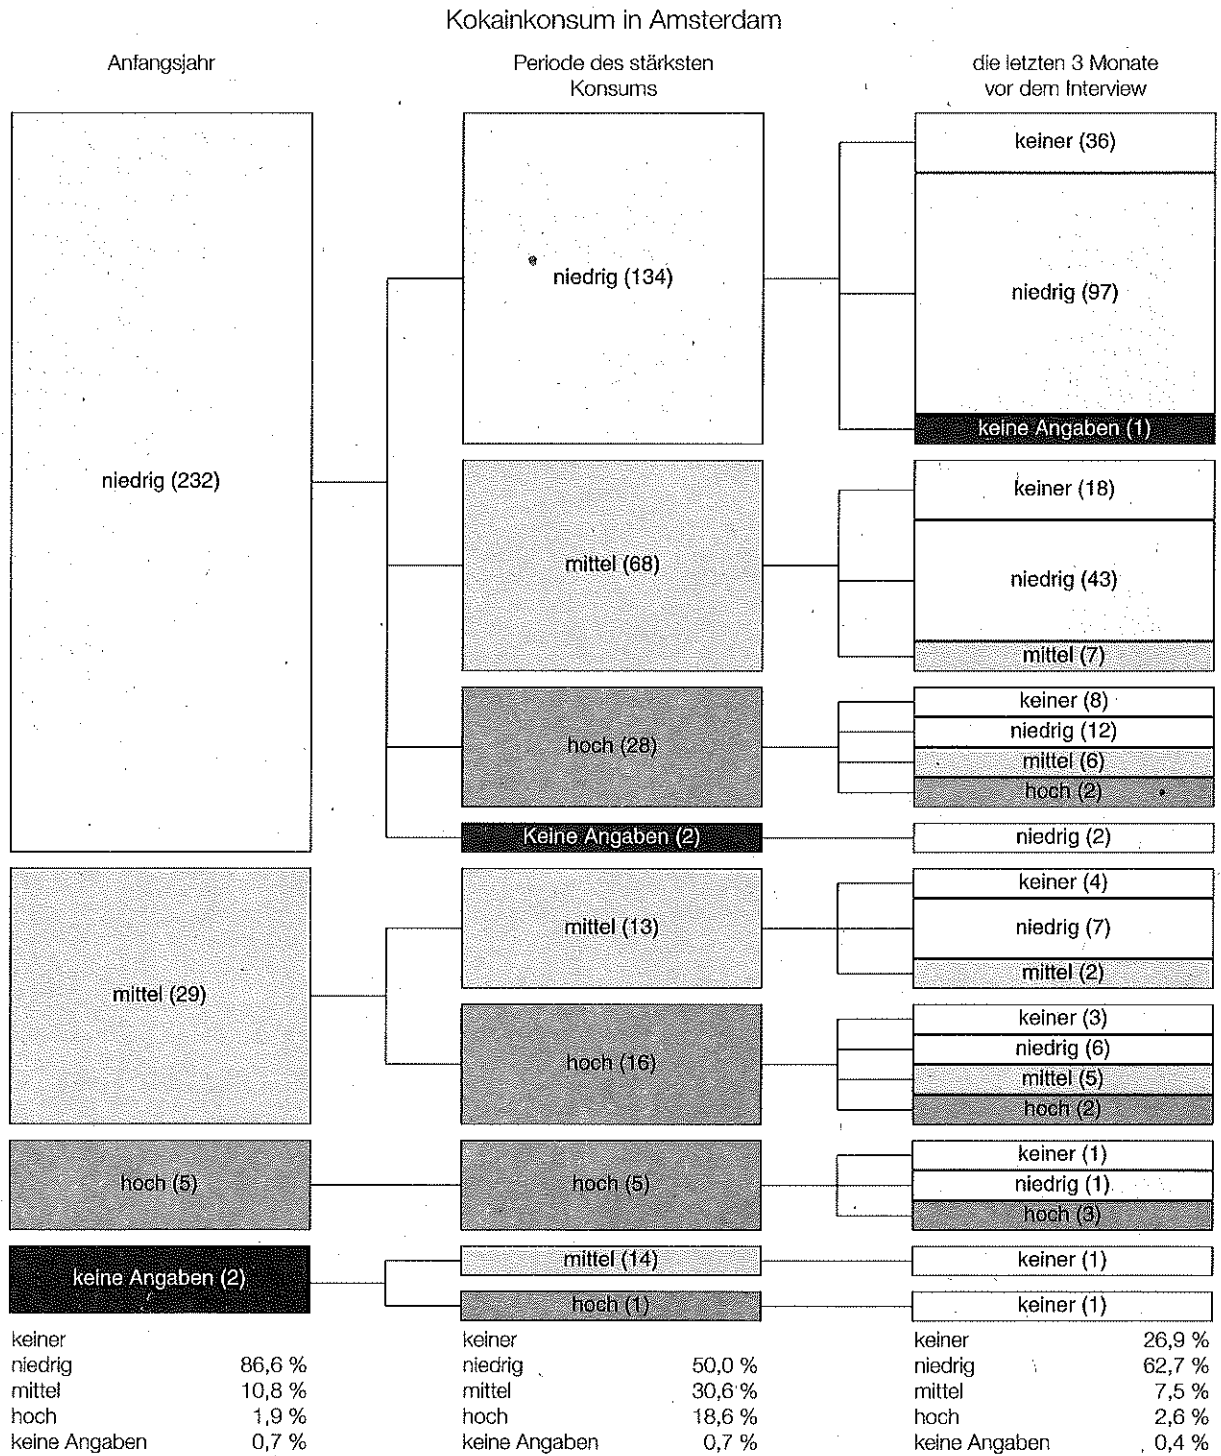 Kokainkonsum in Amsterdam
Anfangsjahr
Periode des stärksten
Konsums
die letzten 3 Monate
vor dem Interview
niedrig (232)
niedrig (134)
keiner (36)
niedrig (97)
keine Angaben (1)
mittel (68)
keiner (18)
niedrig (43)
mittel (7)
hoch (28)
keiner (8)
niedrig (12)
mittel (6)
hoch (2)
Keine Angaben (2)
niedrig (2)
mittel (29)
mittel (13)
keiner (4)
niedrig (7)
mittel (2)
hoch (16)
keiner (3)
niedrig (6)
mittel (5)
hoch (2)
hoch (5)
hoch (5)
keiner (1)
niedrig (1)
hoch (3)
keine Angaben (2)
mittel (14)
keiner (1)
hoch (1)
keiner (1)
keiner
niedrig 86,6 %
mittel 10,8 %
hoch 1,9 %
keine Angaben 0,7 %
keiner
niedrig 50,0 %
mittel 30,6 %
hoch 18,6 %
keine Angaben 0,7 %
keiner 26,9 %
niedrig 62,7 %
mittel 7,5 %
hoch 2,6 %
keine Angaben 0,4 %